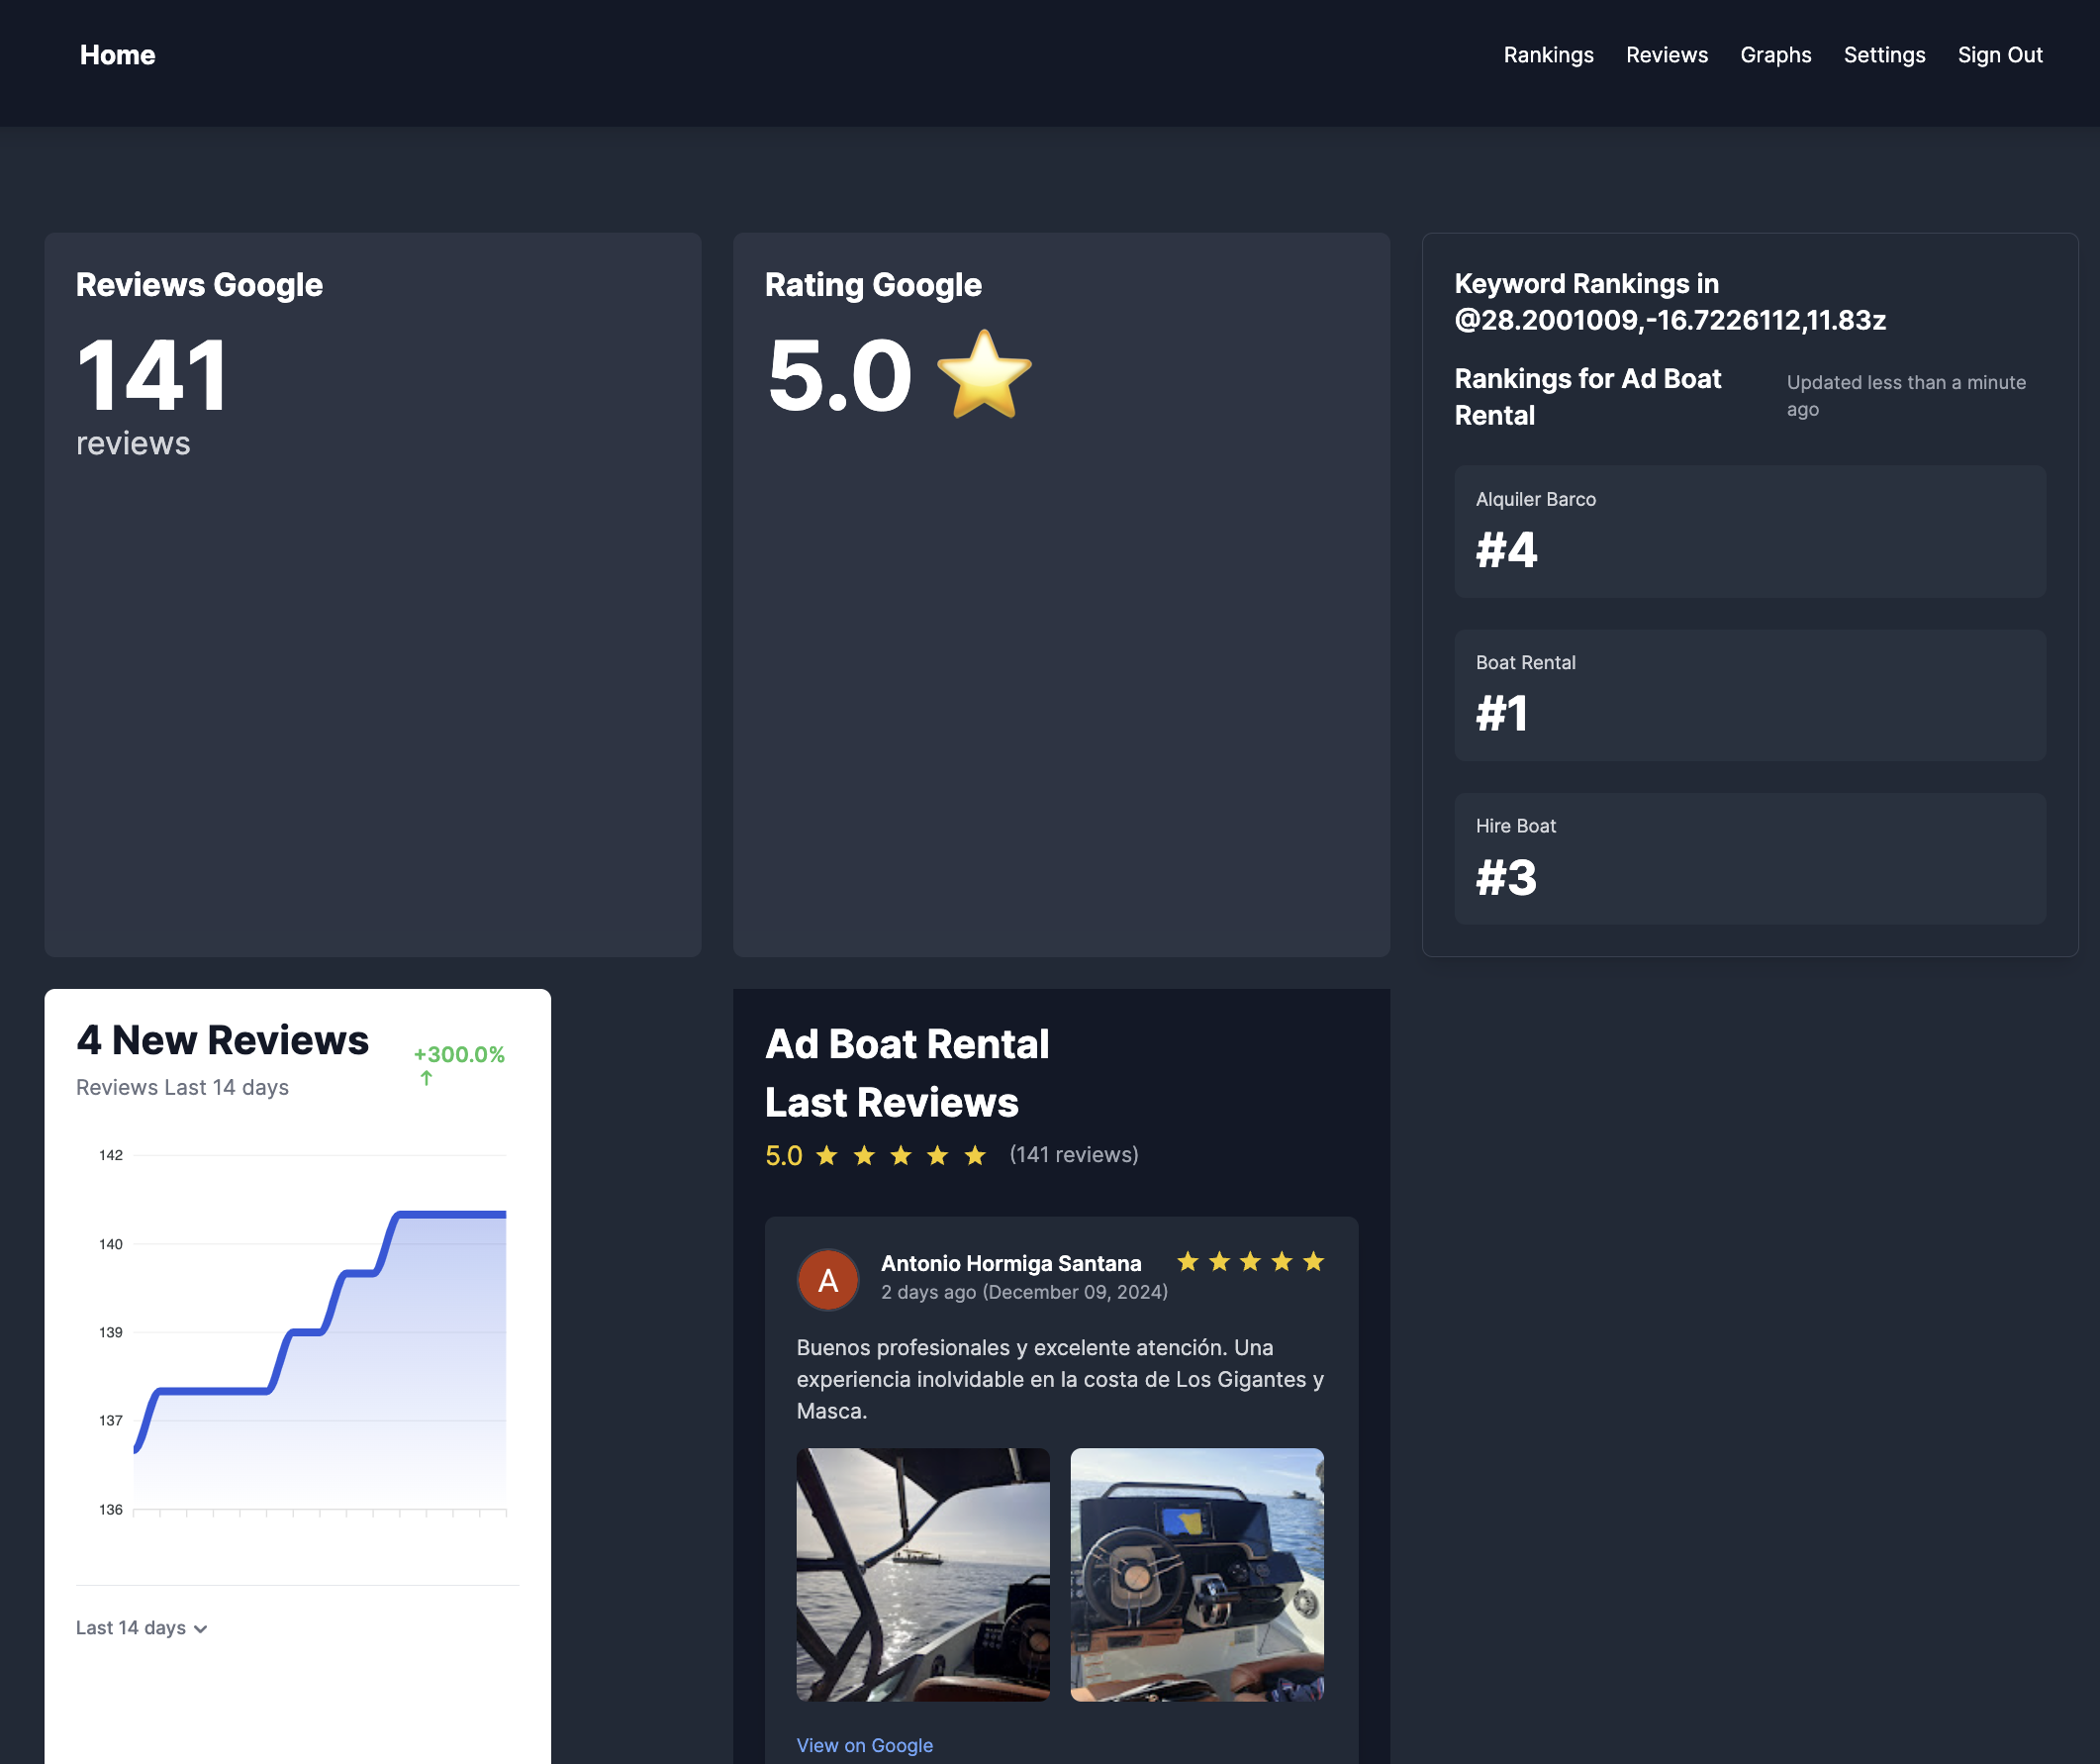 Home
Rankings
Reviews
Graphs
Settings
Sign Out
Reviews Google
141
reviews
Rating Google
5.0
Keyword Rankings in
@28.2001009,-16.7226112,11.83z
Rankings for Ad Boat
Rental
Updated less than a minute
ago
Alquiler Barco
#4
Boat Rental
#1
Hire Boat
#3
4 New Reviews
+300.0%
Reviews Last 14 days
142
140
139
137
136
Last 14 days
Ad Boat Rental
Last Reviews
5.0
(141 reviews)
A
Antonio Hormiga Santana
2 days ago (December 09, 2024)
Buenos profesionales y excelente atención. Una
experiencia inolvidable en la costa de Los Gigantes y
Masca.
View on Google